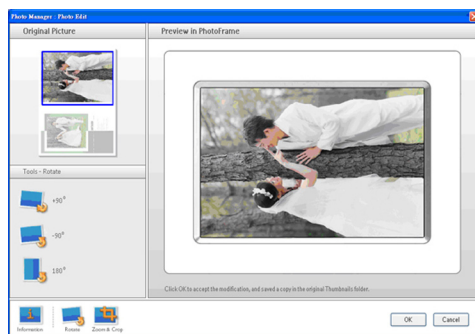 Photo Manager : Photo Edit
Original Picture
Preview in PhotoFrame
Tools - Rotate
+90°
-90°
180°
Click OK to accept the modification, and saved a copy in the original Thumbnails folder.
Information
Rotate
Zoom & Crop
OK
Cancel